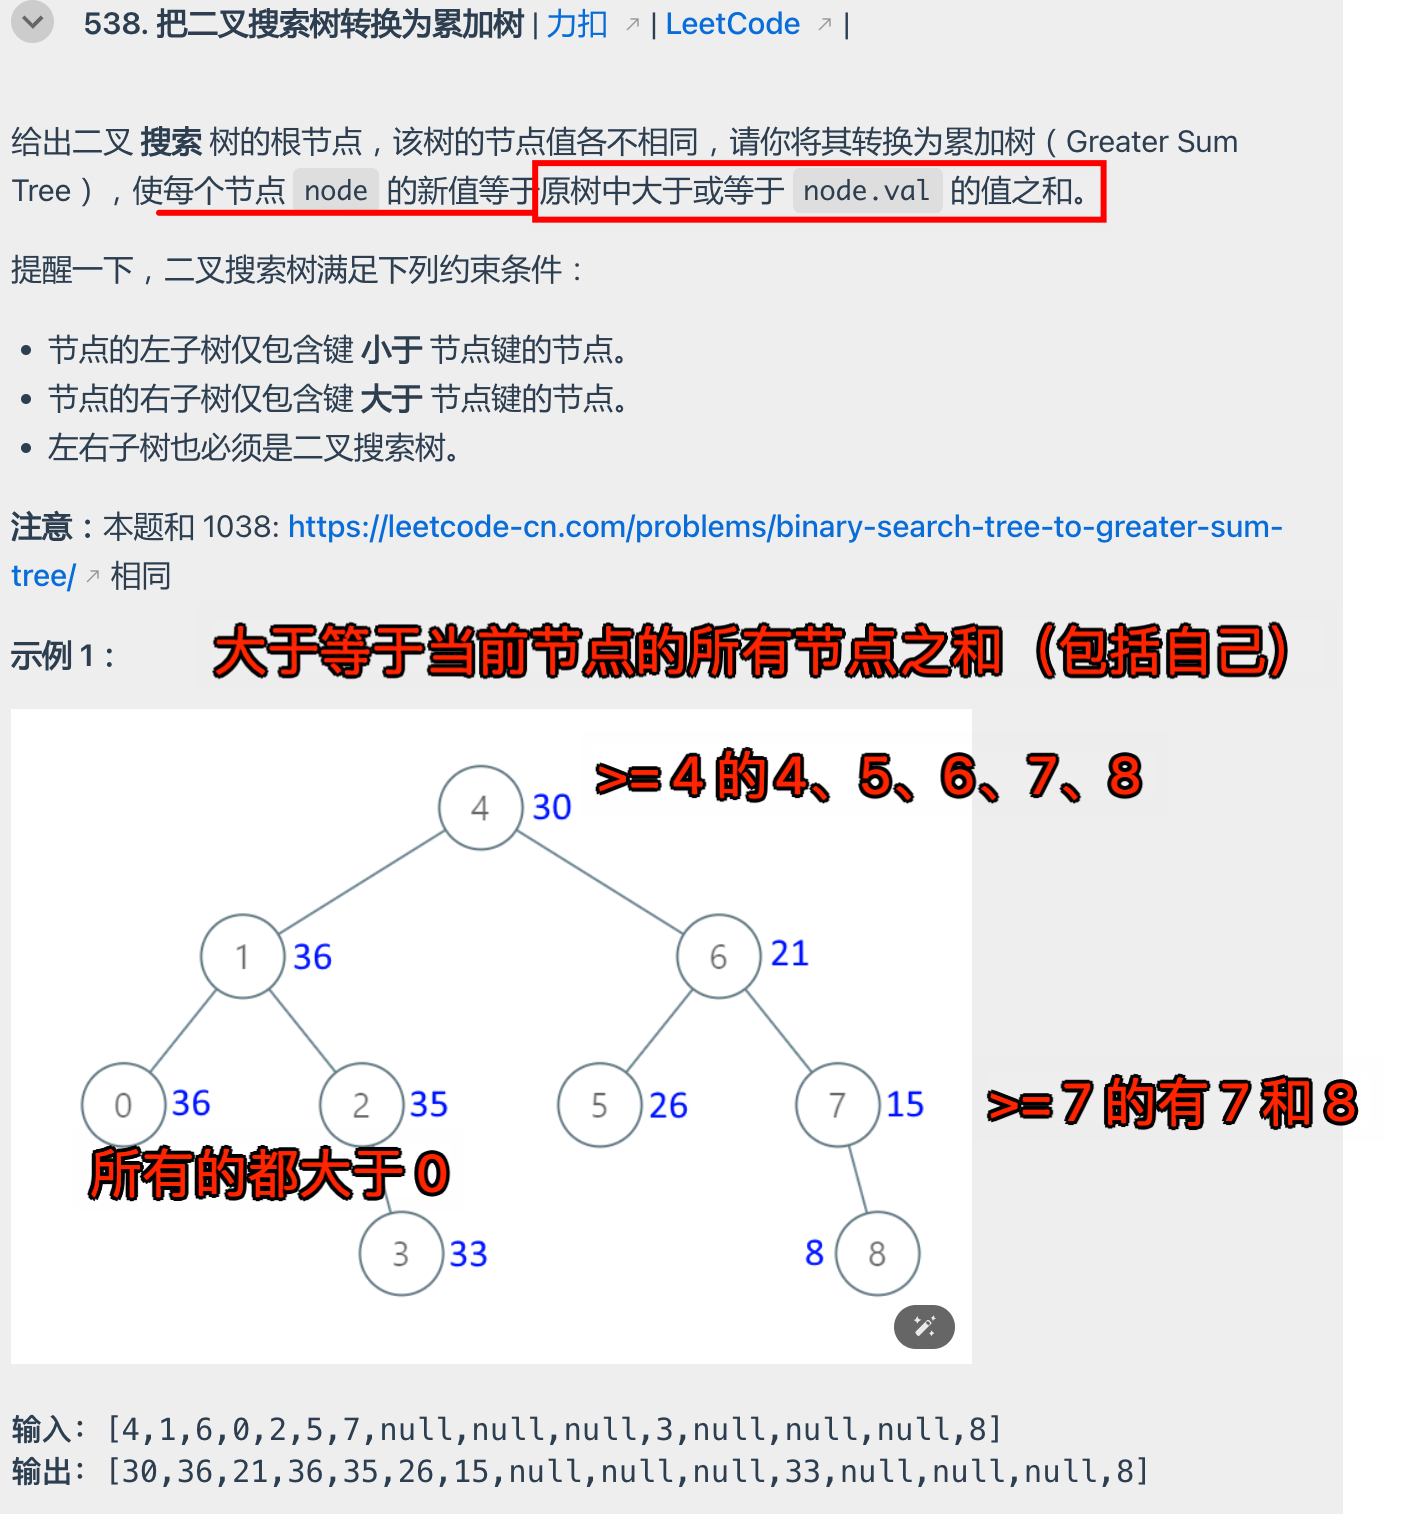 538. 把二叉搜索树转换为累加树 | 力扣 ↗ | LeetCode ↗ |
给出二叉 搜索 树的根节点，该树的节点值各不相同，请你将其转换为累加树（Greater Sum
Tree），使每个节点 node 的新值等于原树中大于或等于 node.val 的值之和。
提醒一下，二叉搜索树满足下列约束条件：
• 节点的左子树仅包含键 小于 节点键的节点。
• 节点的右子树仅包含键 大于 节点键的节点。
• 左右子树也必须是二叉搜索树。
注意：本题和 1038: https://leetcode-cn.com/problems/binary-search-tree-to-greater-sum-
tree/ ↗ 相同
示例 1： 大于等于当前节点的所有节点之和（包括自己）
4 30 >=4的4、5、6、7、8
1 36 6 21
0 36 2 35 5 26 7 15 >=7的有7和8
所有的都大于0
3 33 8 8
输入：[4,1,6,0,2,5,7,null,null,null,3,null,null,null,8]
输出：[30,36,21,36,35,26,15,null,null,null,33,null,null,null,8]